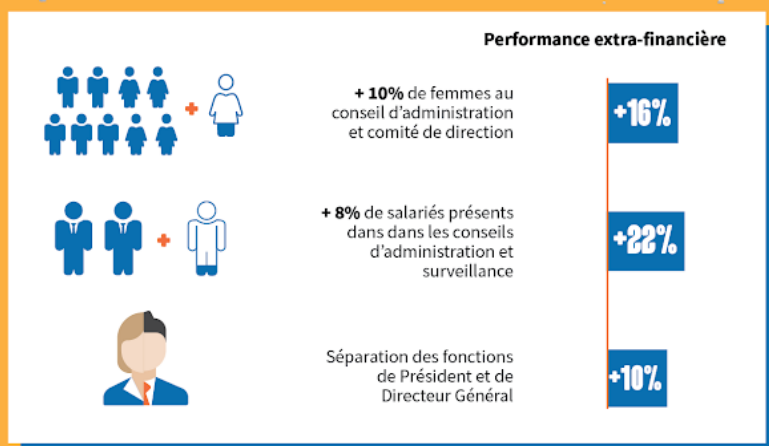 Performance extra-financière
+ 10% de femmes au
conseil d'administration
et comité de direction
+16%
+ 8% de salariés présents
dans dans les conseils
d'administration et
surveillance
+22%
Séparation des fonctions
de Président et de
Directeur Général
+10%